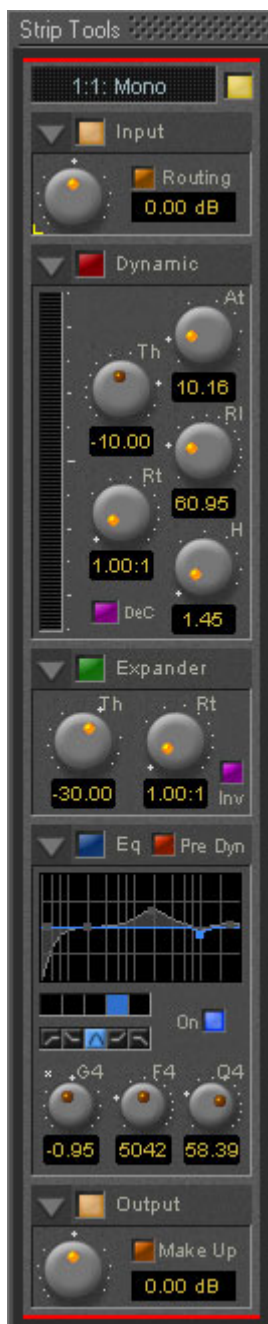 Strip Tools
1:1: Mono
Input
Routing
0.00 dB
Dynamic
At
Th
10.16
-10.00
Rl
Rt
60.95
1.00:1
H
DeC
1.45
Expander
Th Rt
-30.00 1.00:1
Inv
Eq Pre Dyn
On
G4 F4 Q4
-0.95 5042 58.39
Output
Make Up
0.00 dB